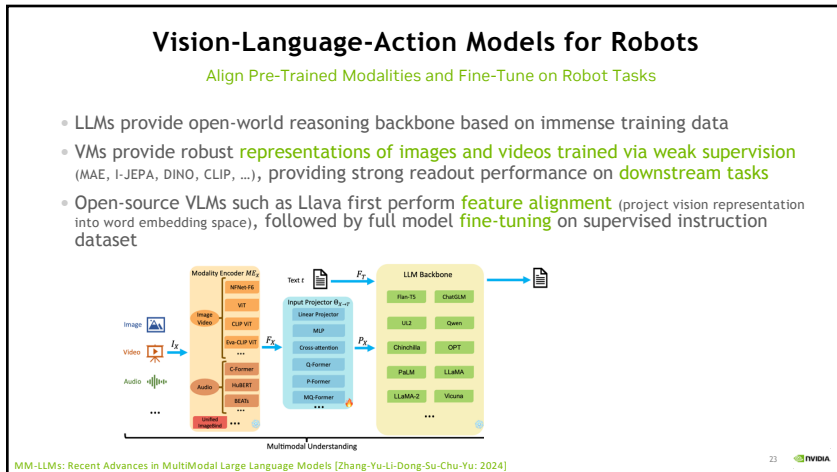 Vision-Language-Action Models for Robots
Align Pre-Trained Modalities and Fine-Tune on Robot Tasks
• LLMs provide open-world reasoning backbone based on immense training data
• VMs provide robust representations of images and videos trained via weak supervision
(MAE, I-JEPA, DINO, CLIP, …), providing strong readout performance on downstream tasks
• Open-source VLMs such as Llava first perform feature alignment (project vision representation
into word embedding space), followed by full model fine-tuning on supervised instruction
dataset
Modality Encoder ME_X
NFNet-F6
ViT
CLIP ViT
Eva-CLIP ViT
•••
Image
Video
C-Former
HuBERT
BEATs
•••
Audio
Unified
ImageBind
•••
Image
Video
Audio
•••
I_X
F_X
Text t
F_T
Input Projector Θ_{X→T}
Linear Projector
MLP
Cross-attention
Q-Former
P-Former
MQ-Former
•••
P_X
LLM Backbone
Flan-T5 ChatGLM
UL2 Qwen
Chinchilla OPT
PaLM LLaMA
LLaMA-2 Vicuna
•••
Multimodal Understanding
MM-LLMs: Recent Advances in MultiModal Large Language Models [Zhang-Yu-Li-Dong-Su-Chu-Yu: 2024]
23
NVIDIA